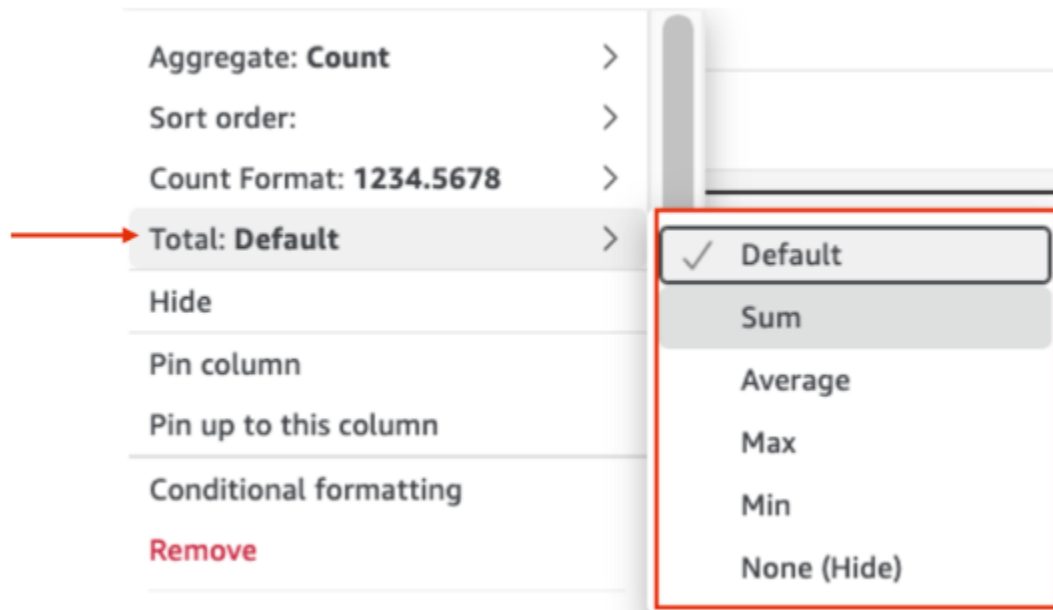 Aggregate: Count
Sort order:
Count Format: 1234.5678
Total: Default
Hide
Pin column
Pin up to this column
Conditional formatting
Remove
Default
Sum
Average
Max
Min
None (Hide)